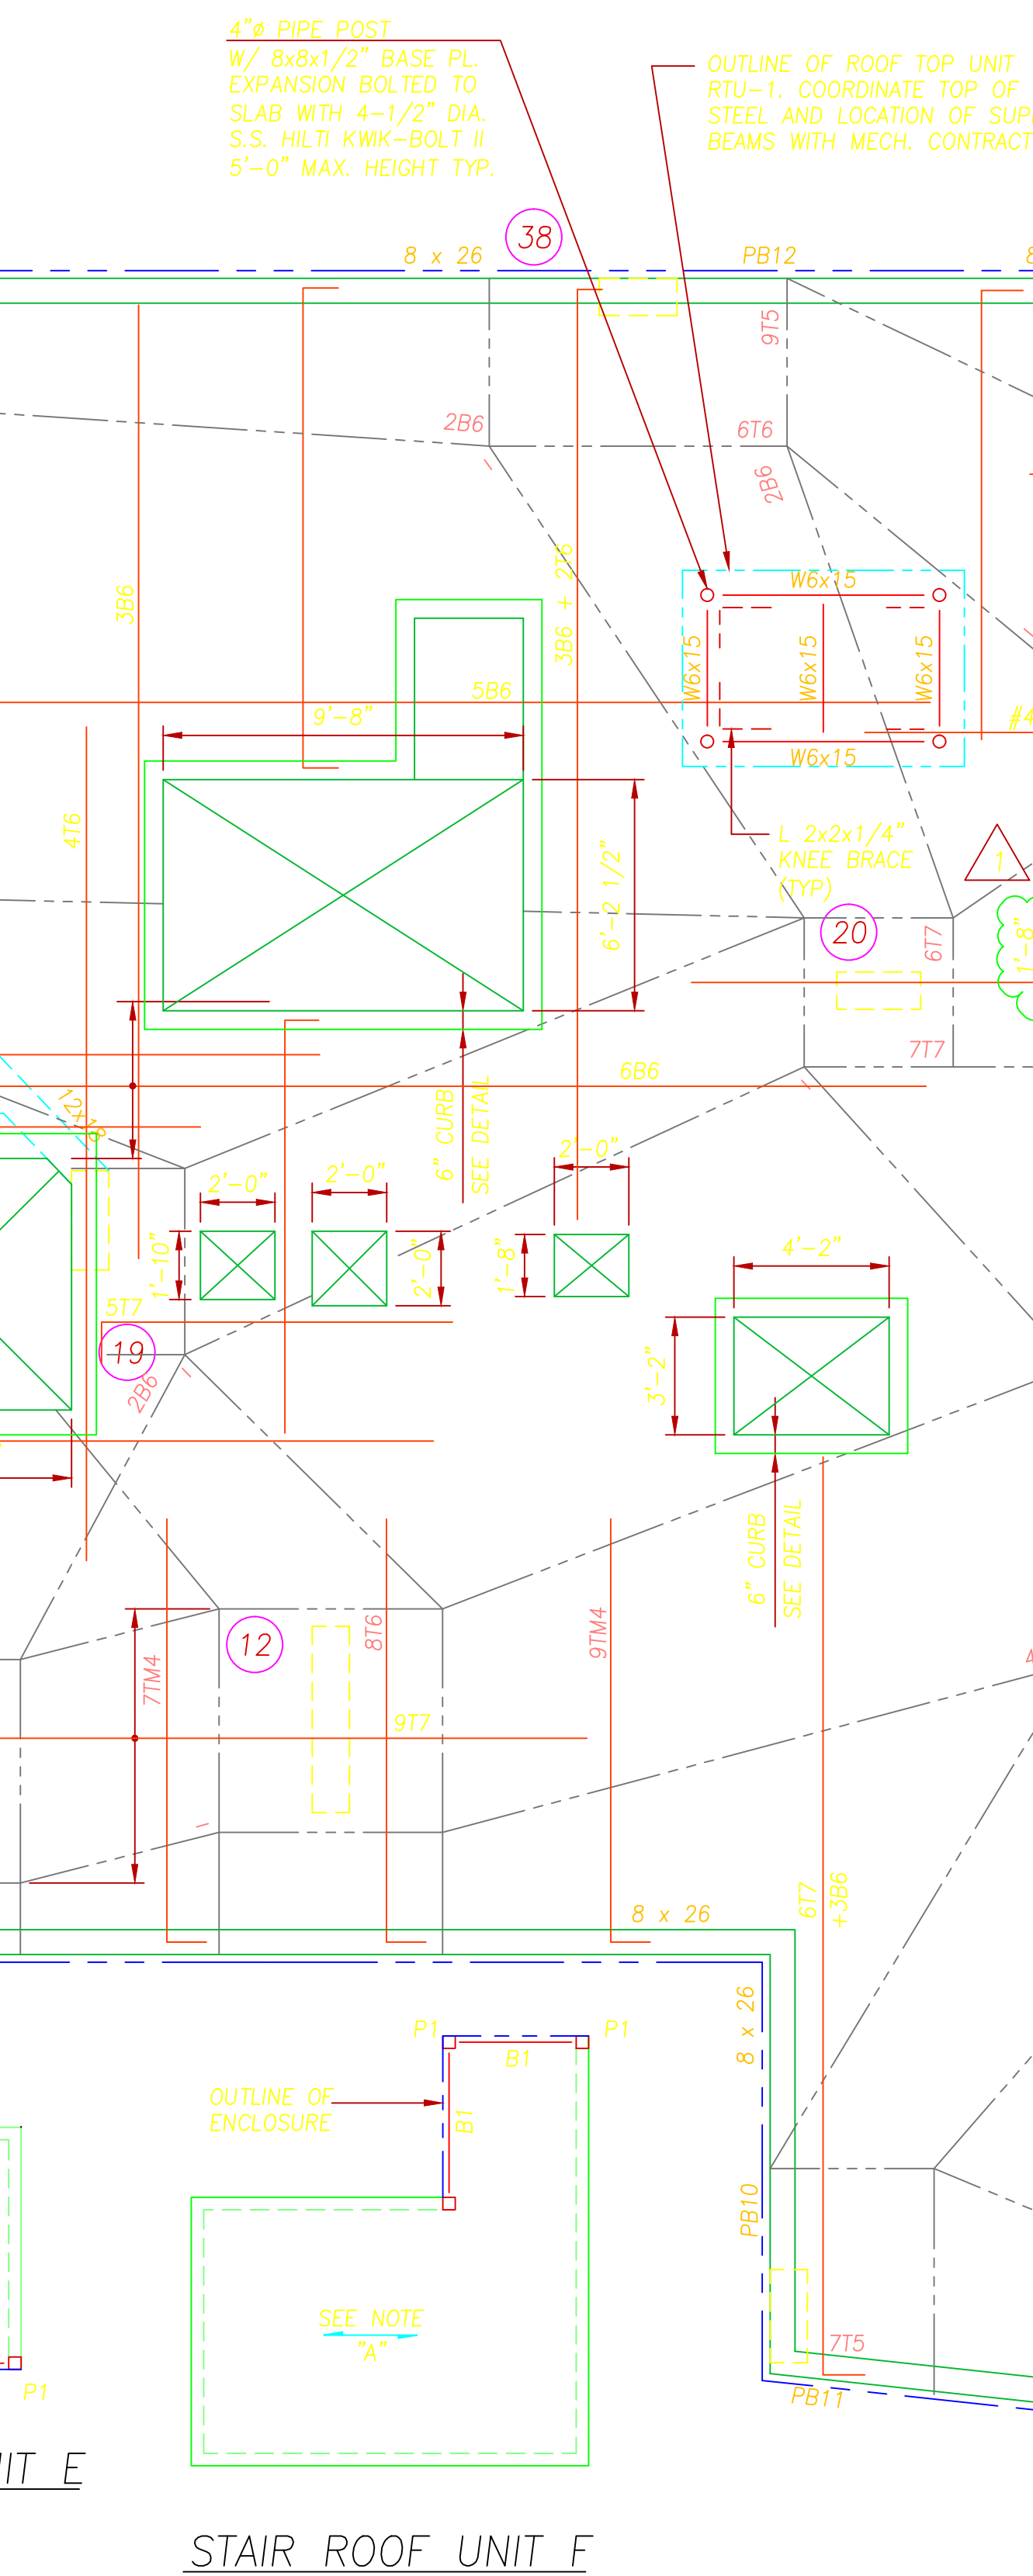 4"ø PIPE POST
W/ 8x8x1/2" BASE PL.
EXPANSION BOLTED TO
SLAB WITH 4-1/2" DIA.
S.S. HILTI KWIK-BOLT II
5'-0" MAX. HEIGHT TYP.
OUTLINE OF ROOF TOP UNIT
RTU-1. COORDINATE TOP OF
STEEL AND LOCATION OF
BEAMS WITH MECH.
38
8 x 26
PB12
9T5
2B6
6T6
2B6
3B6
3B6 + 2T6
W6x15
W6x15
W6x15
W6x15
W6x15
5B6
9'-8"
#4
4T6
6'-2 1/2"
L 2x2x1/4"
KNEE BRACE
(TYP)
1
20
6T7
1'-8"
7T7
6B6
12x18
6" CURB
SEE DETAIL
2'-0"
2'-0"
2'-0"
1'-10"
2'-0"
1'-8"
4'-2"
3'-2"
5T7
19
2B6
6" CURB
SEE DETAIL
12
7TM4
8T6
9TM4
9T7
6T7
+3B6
8 x 26
8 x 26
P1
P1
B1
B1
OUTLINE OF
ENCLOSURE
PB10
SEE NOTE
"A"
7T5
PB11
P1
E
STAIR ROOF UNIT F